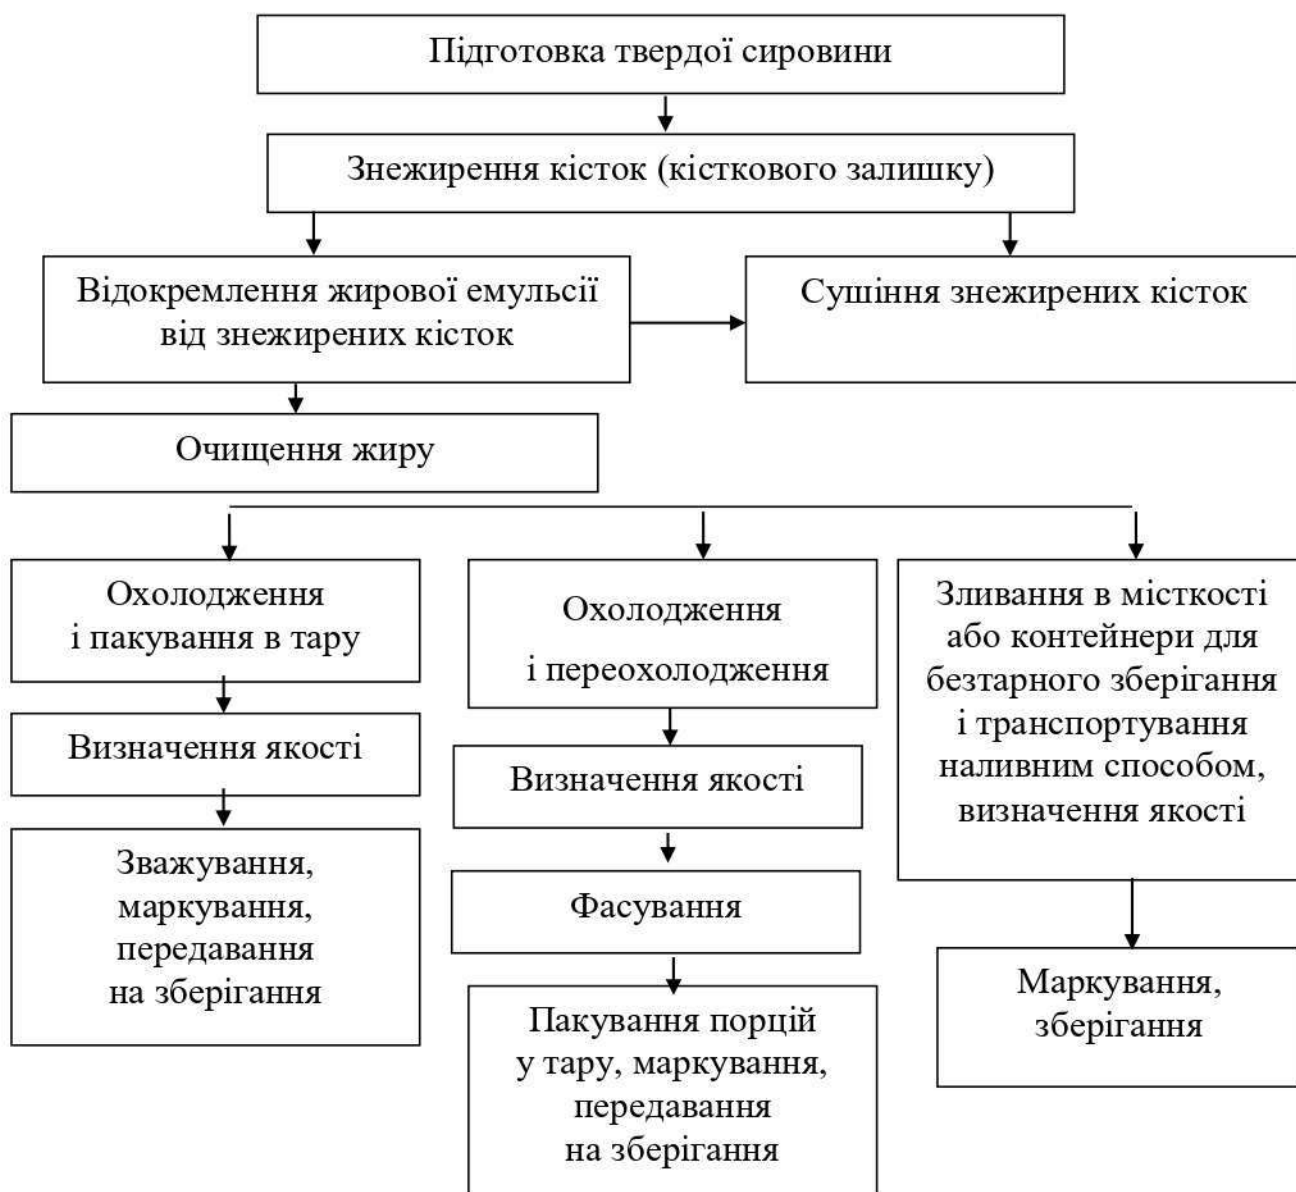 Підготовка твердої сировини
Знежирення кісток (кісткового залишку)
Відокремлення жирової емульсії
від знежирених кісток
Сушіння знежирених кісток
Очищення жиру
Охолодження
і пакування в тару
Визначення якості
Зважування,
маркування,
передавання
на зберігання
Охолодження
і переохолодження
Визначення якості
Фасування
Пакування порцій
у тару, маркування,
передавання
на зберігання
Зливання в місткості
або контейнери для
безтарного зберігання
і транспортування
наливним способом,
визначення якості
Маркування,
зберігання